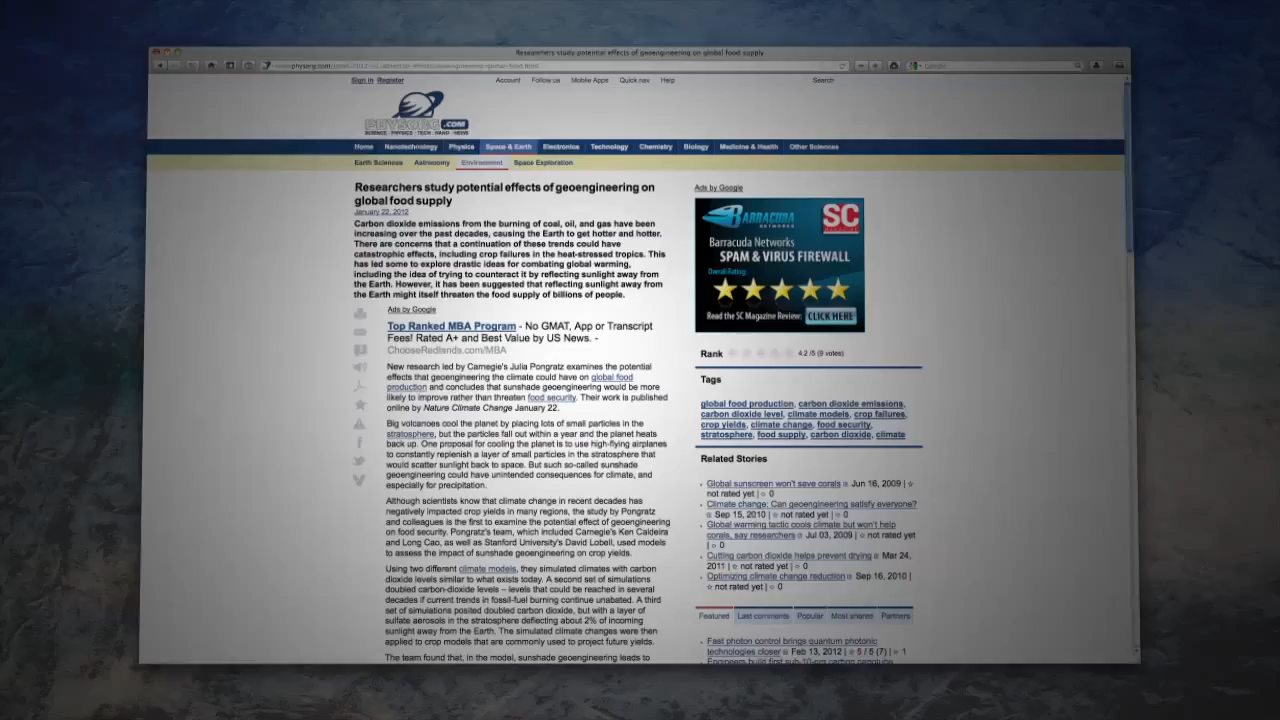 Researchers study potential effects of geoengineering on global food supply
Sign in Register
Account Follow us Mobile Apps Quick nav Help Search
PHYSORG.COM
SCIENCE : PHYSICS : TECH : NANO : NEWS
Home Nanotechnology Physics Space & Earth Electronics Technology Chemistry Biology Medicine & Health Other Sciences
Earth Sciences Astronomy Environment Space Exploration
Researchers study potential effects of geoengineering on
global food supply
January 22, 2012
Carbon dioxide emissions from the burning of coal, oil, and gas have been
increasing over the past decades, causing the Earth to get hotter and hotter.
There are concerns that a continuation of these trends could have
catastrophic effects, including crop failures in the heat-stressed tropics. This
has led some to explore drastic ideas for combating global warming,
including the idea of trying to counteract it by reflecting sunlight away from
the Earth. However, it has been suggested that reflecting sunlight away from
the Earth might itself threaten the food supply of billions of people.
Ads by Google
Top Ranked MBA Program - No GMAT, App or Transcript
Fees! Rated A+ and Best Value by US News. -
ChooseRedlands.com/MBA
New research led by Carnegie's Julia Pongratz examines the potential
effects that geoengineering the climate could have on global food
production and concludes that sunshade geoengineering would be more
likely to improve rather than threaten food security. Their work is published
online by Nature Climate Change January 22.
Big volcanoes cool the planet by placing lots of small particles in the
stratosphere, but the particles fall out within a year and the planet heats
back up. One proposal for cooling the planet is to use high-flying airplanes
to constantly replenish a layer of small particles in the stratosphere that
would scatter sunlight back to space. But such so-called sunshade
geoengineering could have unintended consequences for climate, and
especially for precipitation.
Although scientists know that climate change in recent decades has
negatively impacted crop yields in many regions, the study by Pongratz
and colleagues is the first to examine the potential effect of geoengineering
on food security. Pongratz's team, which included Carnegie's Ken Caldeira
and Long Cao, as well as Stanford University's David Lobell, used models
to assess the impact of sunshade geoengineering on crop yields.
Using two different climate models, they simulated climates with carbon
dioxide levels similar to what exists today. A second set of simulations
doubled carbon-dioxide levels – levels that could be reached in several
decades if current trends in fossil-fuel burning continue unabated. A third
set of simulations posited doubled carbon dioxide, but with a layer of
sulfate aerosols in the stratosphere deflecting about 2% of incoming
sunlight away from the Earth. The simulated climate changes were then
applied to crop models that are commonly used to project future yields.
The team found that, in the model, sunshade geoengineering leads to
Ads by Google
BARRACUDA NETWORKS
SC MAGAZINE
Barracuda Networks
SPAM & VIRUS FIREWALL
Overall Rating:
Read the SC Magazine Review: CLICK HERE
Rank 4.2 /5 (9 votes)
Tags
global food production, carbon dioxide emissions,
carbon dioxide level, climate models, crop failures,
crop yields, climate change, food security,
stratosphere, food supply, carbon dioxide, climate
Related Stories
Global sunscreen won't save corals Jun 16, 2009 |
not rated yet | 0
Climate change: Can geoengineering satisfy everyone?
Sep 15, 2010 | not rated yet | 0
Global warming tactic cools climate but won't help
corals, say researchers Jul 03, 2009 | not rated yet
| 0
Cutting carbon dioxide helps prevent drying Mar 24,
2011 | not rated yet | 0
Optimizing climate change reduction Sep 16, 2010 |
not rated yet | 0
Featured Last comments Popular Most shared Partners
Fast photon control brings quantum photonic
technologies closer Feb 13, 2012 | 5 / 5 (7) | 1
Engineers build first sub-10-nm carbon nanotube